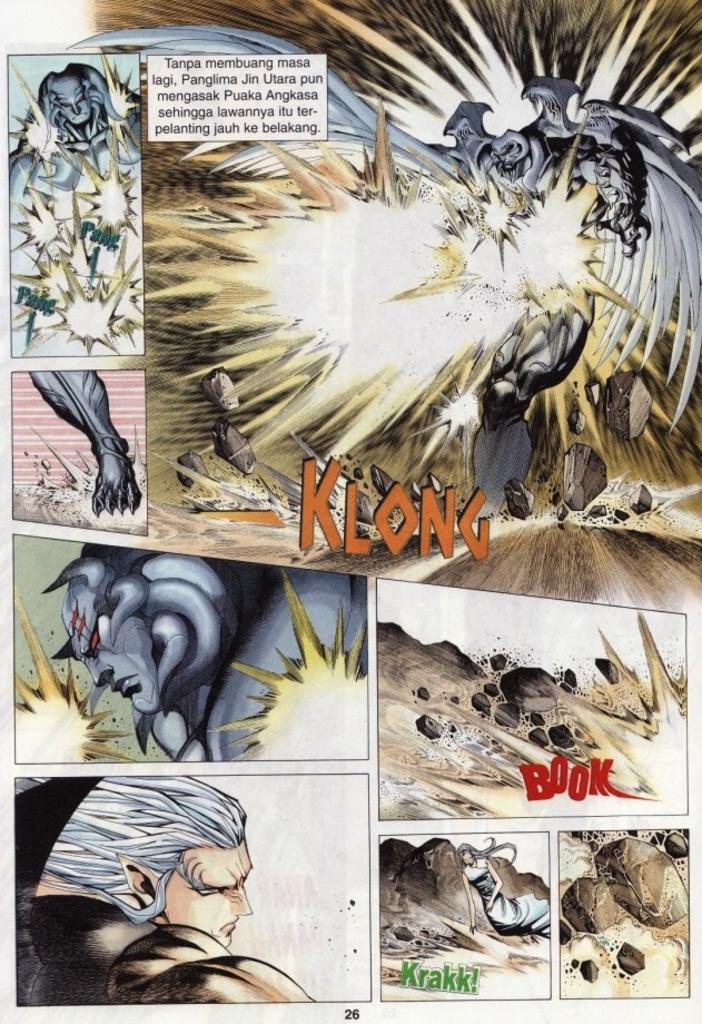 Tanpa membuang masa
lagi, Panglima Jin Utara pun
mengasak Puaka Angkasa
sehingga lawannya itu ter-
pelanting jauh ke belakang.
Pang!
Pang!
KLONG
BOOK
Krakk!
26